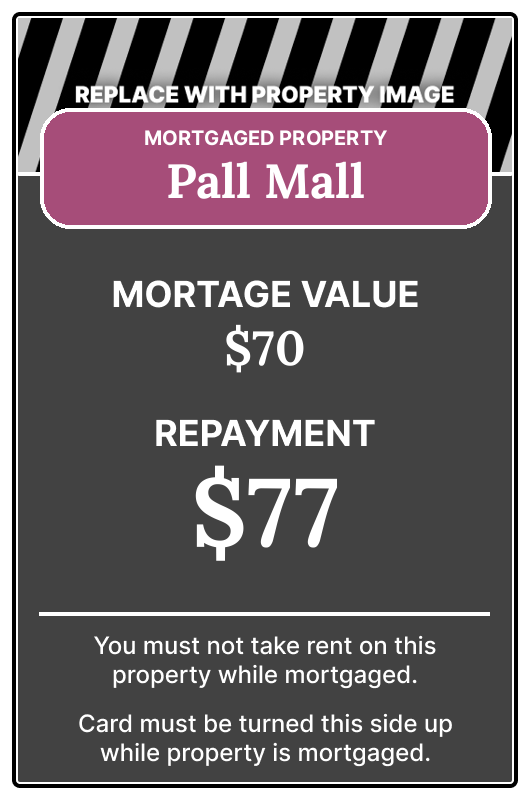 REPLACE WITH PROPERTY IMAGE
MORTGAGED PROPERTY
Pall Mall
MORTAGE VALUE
$70
REPAYMENT
$77
You must not take rent on this
property while mortgaged.
Card must be turned this side up
while property is mortgaged.